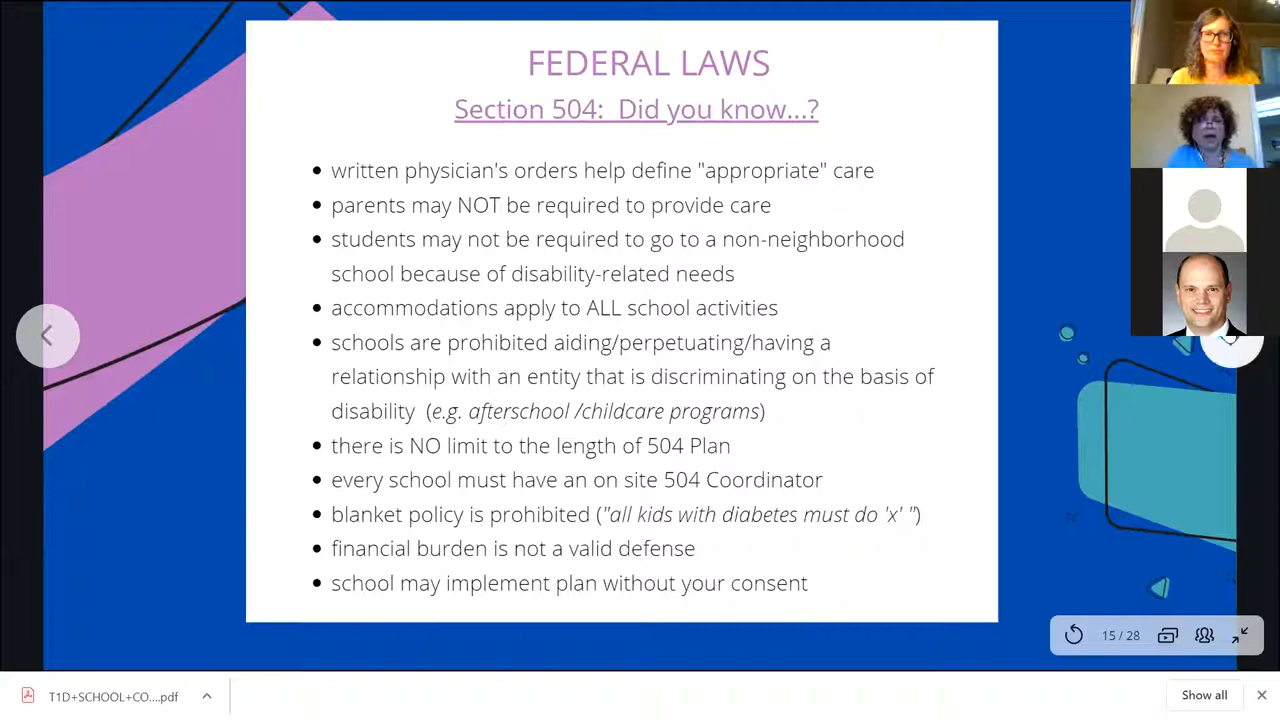 FEDERAL LAWS
Section 504: Did you know...?
written physician's orders help define "appropriate" care
parents may NOT be required to provide care
students may not be required to go to a non-neighborhood
school because of disability-related needs
accommodations apply to ALL school activities
schools are prohibited aiding/perpetuating/having a
relationship with an entity that is discriminating on the basis of
disability (e.g. afterschool /childcare programs)
there is NO limit to the length of 504 Plan
every school must have an on site 504 Coordinator
blanket policy is prohibited ("all kids with diabetes must do 'x' ")
financial burden is not a valid defense
school may implement plan without your consent
15 / 28
T1D+SCHOOL+CO....pdf
Show all